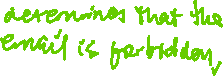 determines that the
email is forbidden,